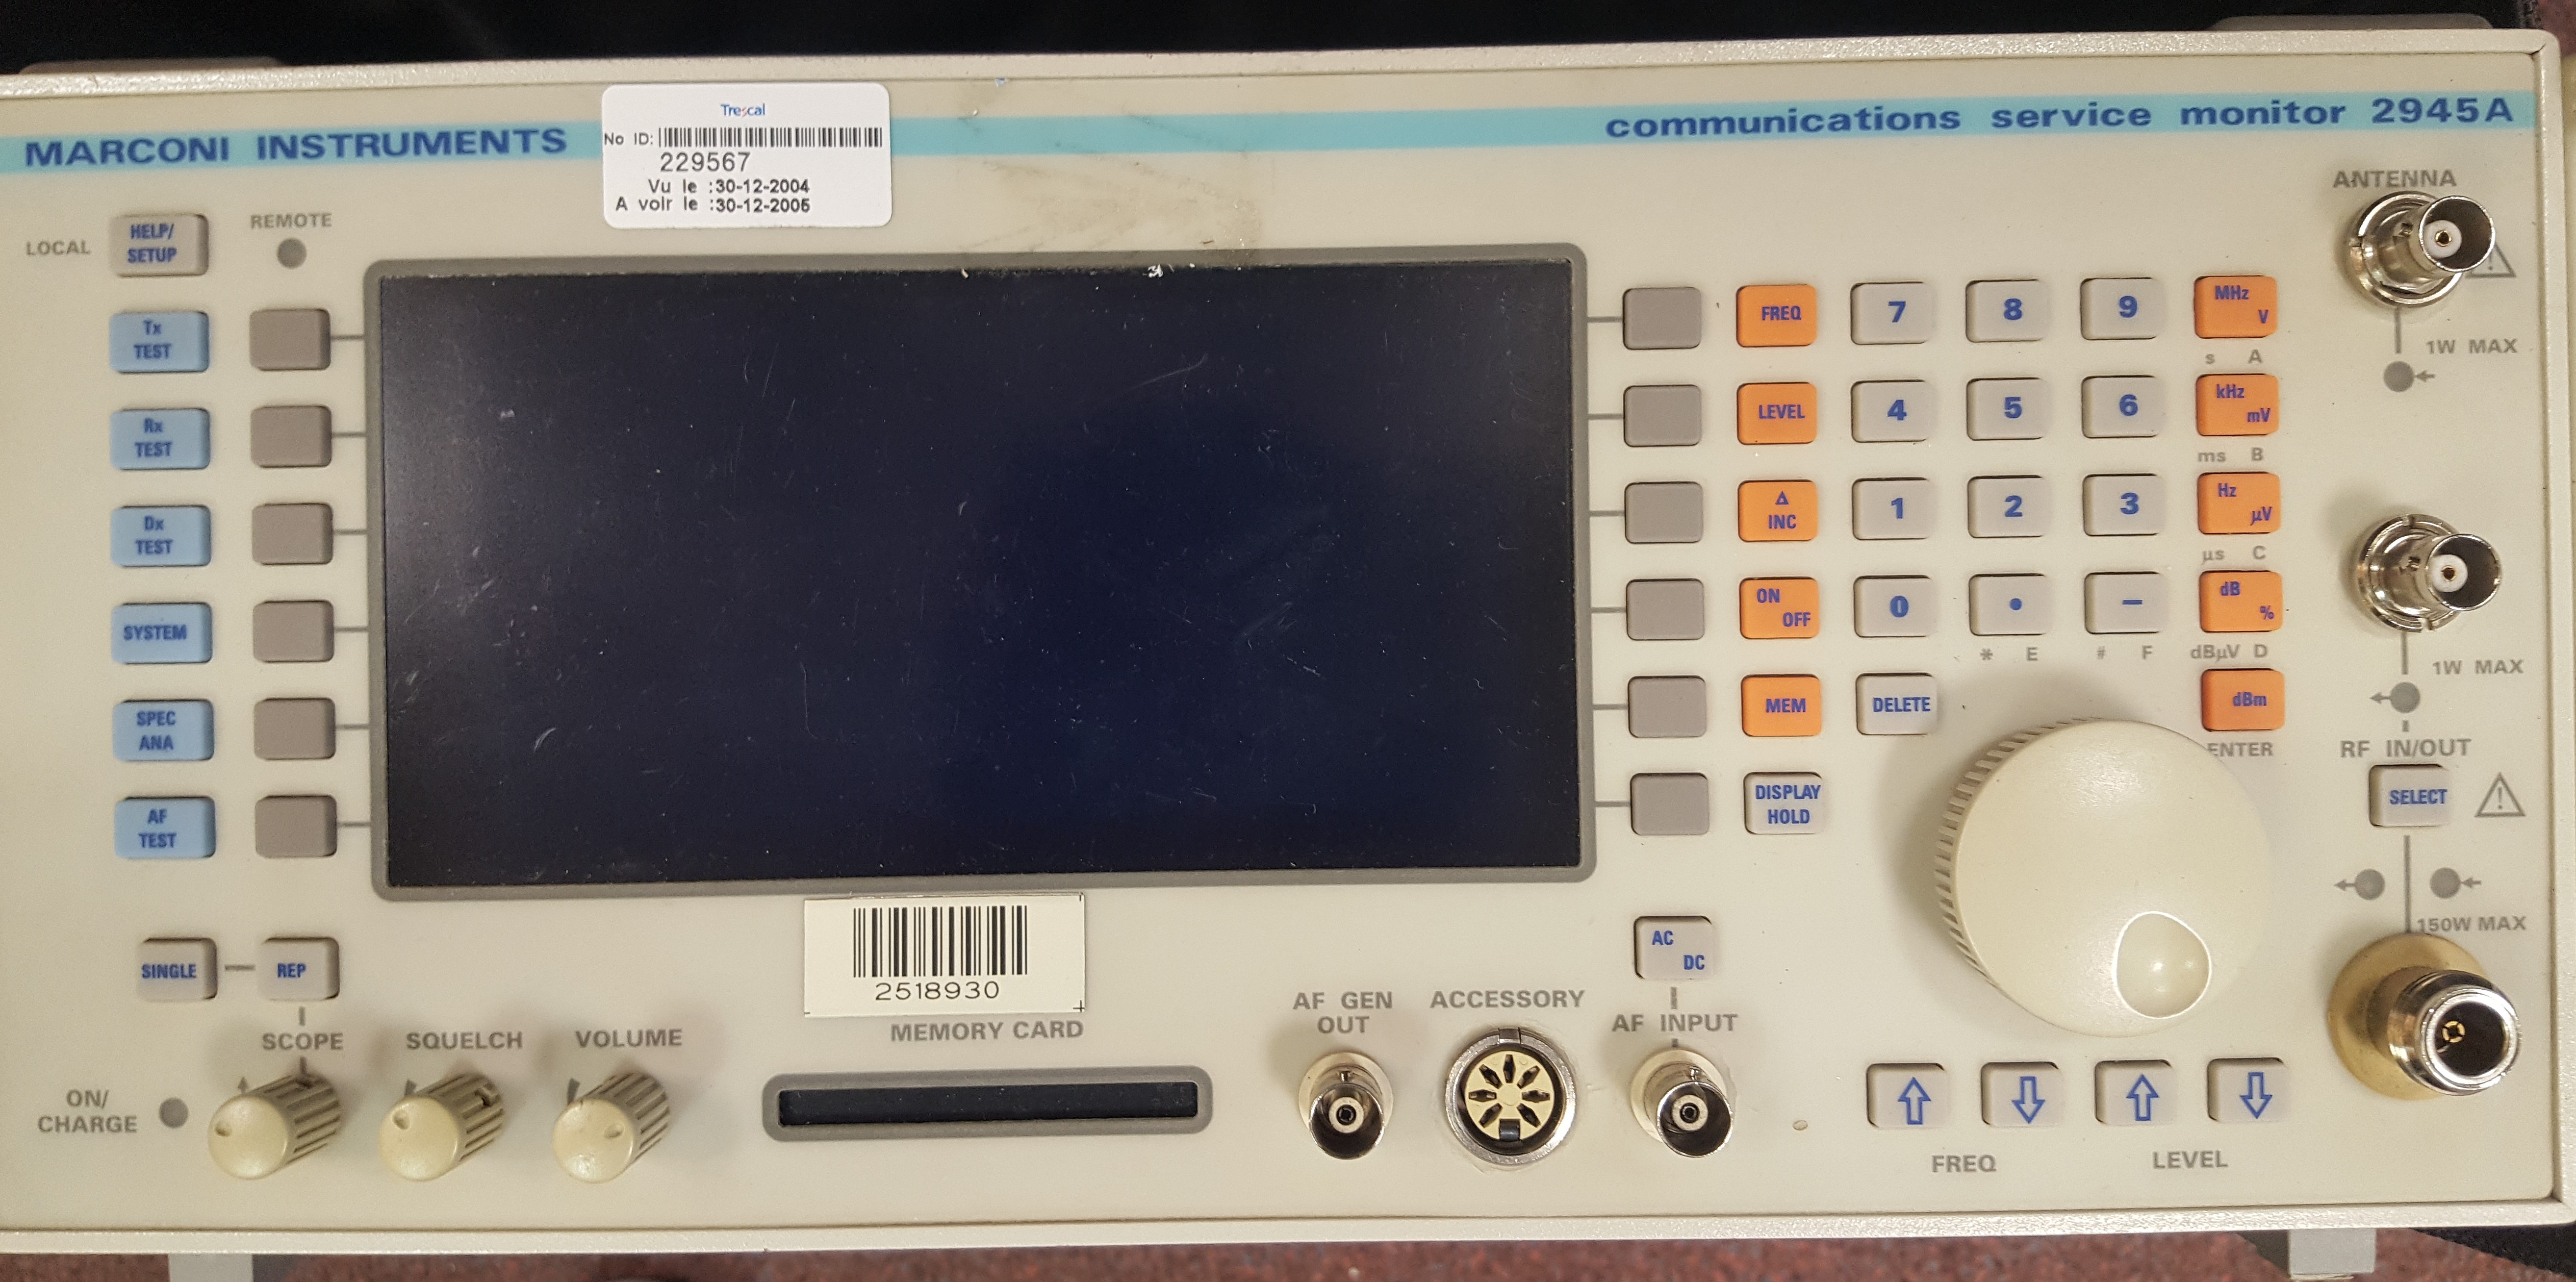 MARCONI INSTRUMENTS
Trescal
No ID:
229567
Vu le :30-12-2004
A voir le :30-12-2005
communications service monitor 2945A
LOCAL
HELP/
SETUP
REMOTE
Tx
TEST
Rx
TEST
Dx
TEST
SYSTEM
SPEC
ANA
AF
TEST
SINGLE
REP
SCOPE
SQUELCH
VOLUME
ON/
CHARGE
2518930
MEMORY CARD
AF GEN
OUT
ACCESSORY
AC
DC
AF INPUT
FREQ
7
8
9
MHz
V
s A
LEVEL
4
5
6
kHz
mV
ms B
Δ
INC
1
2
3
Hz
µV
µs C
ON
OFF
0
•
−
dB
%
* E
# F
dBµV D
MEM
DELETE
dBm
ENTER
DISPLAY
HOLD
⇧
⇩
⇧
⇩
FREQ
LEVEL
ANTENNA
1W MAX
1W MAX
RF IN/OUT
SELECT
150W MAX